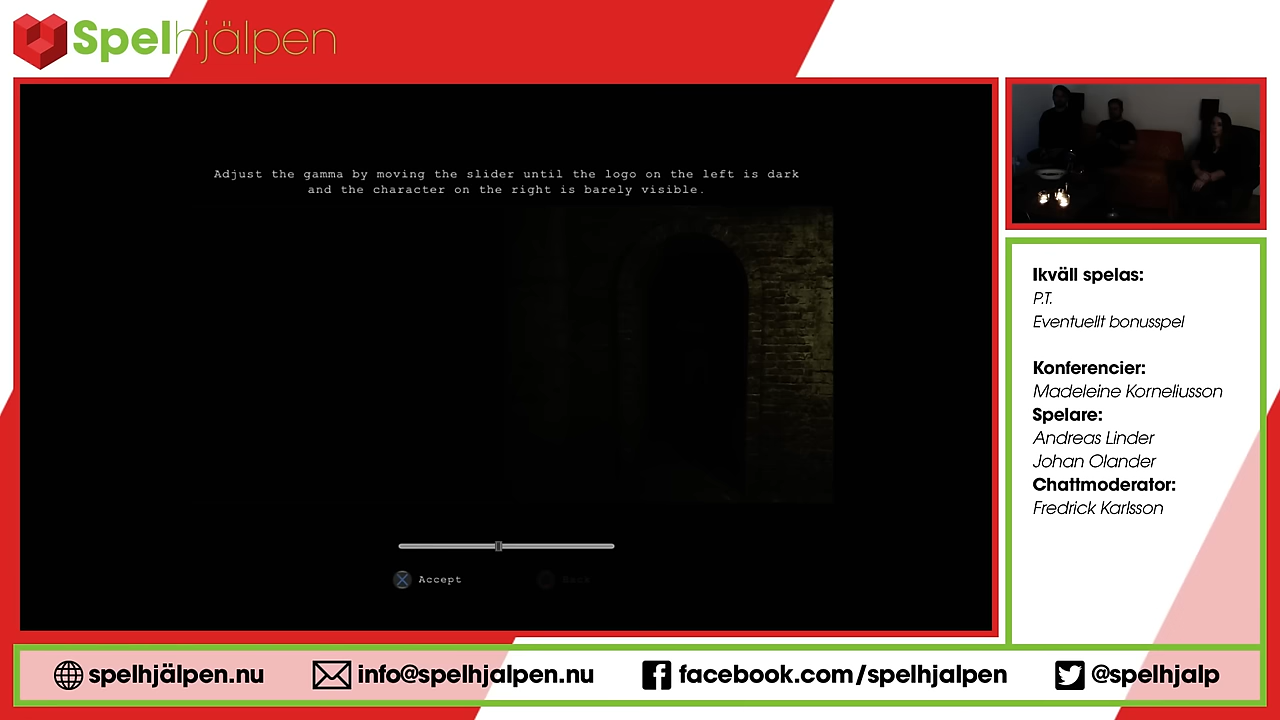 Spelhjälpen
Adjust the gamma by moving the slider until the logo on the left is dark
and the character on the right is barely visible.
Accept
Back
Ikväll spelas:
P.T.
Eventuellt bonusspel
Konferencier:
Madeleine Korneliusson
Spelare:
Andreas Linder
Johan Olander
Chattmoderator:
Fredrick Karlsson
spelhjälpen.nu
info@spelhjalpen.nu
facebook.com/spelhjalpen
@spelhjalp